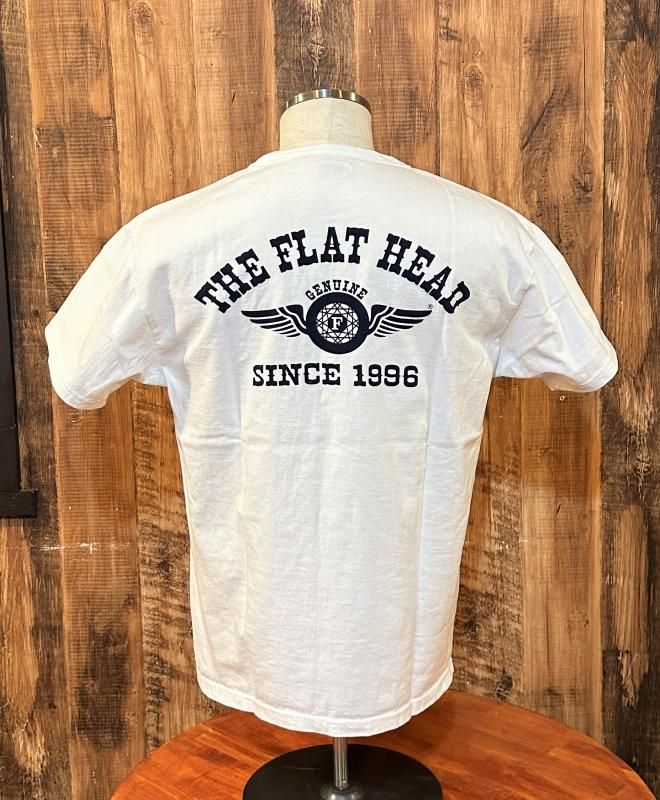 THE FLAT HEAD
GENUINE
F
®
SINCE 1996